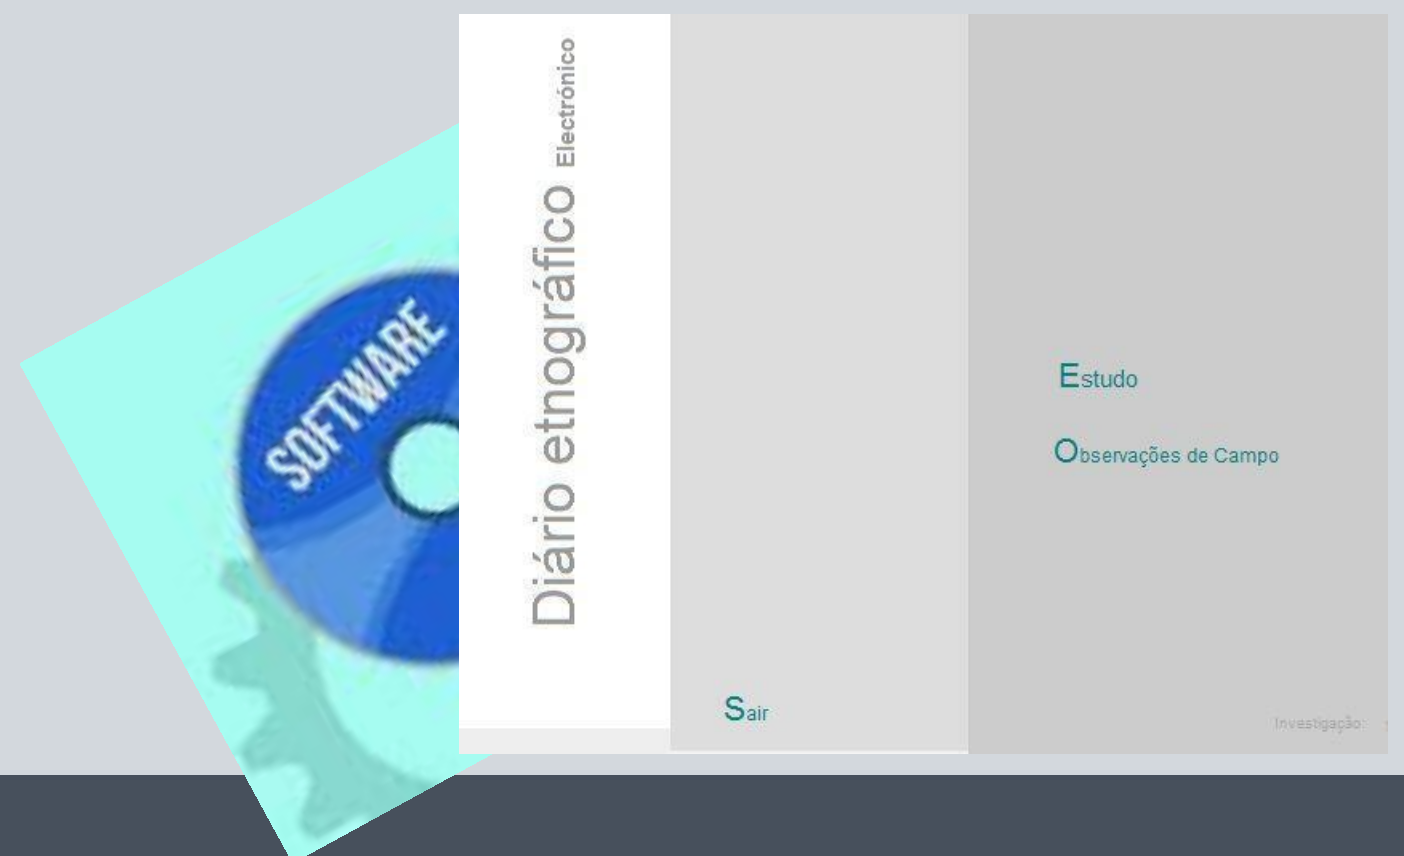 SOFTWARE
Diário etnográfico Electrónico
Estudo
Observações de Campo
Sair
Investigação: